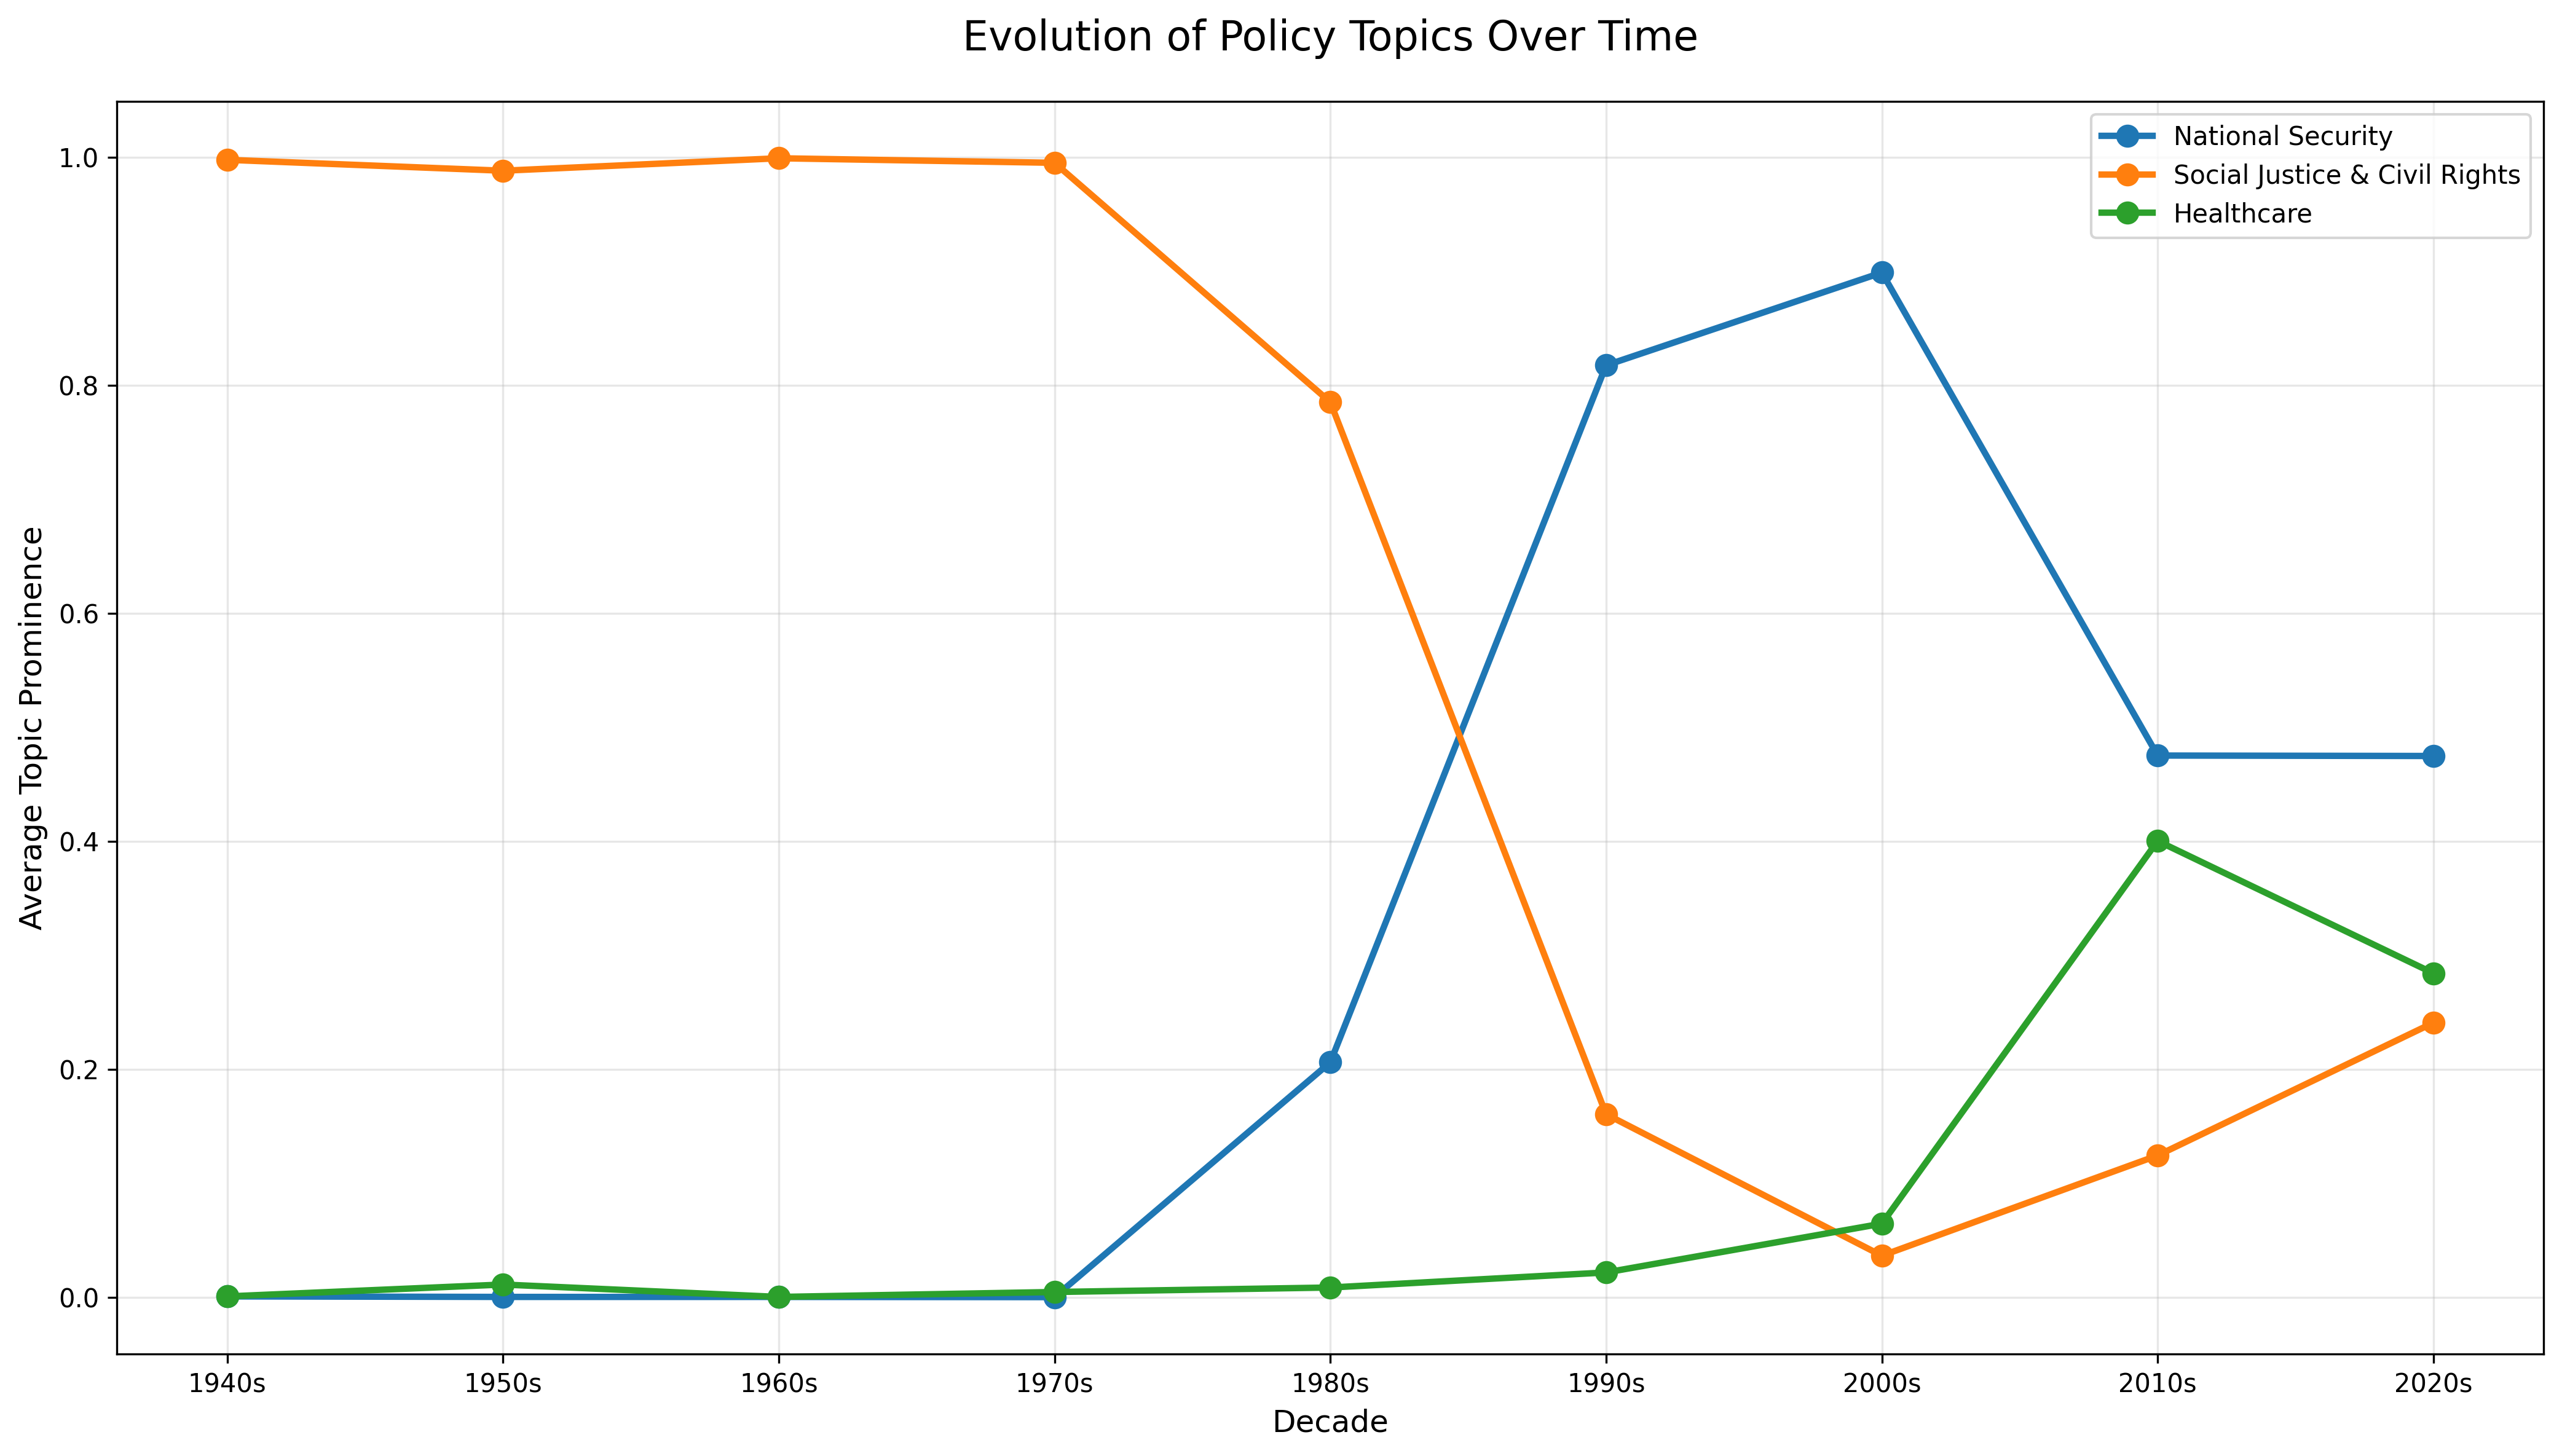 Evolution of Policy Topics Over Time
National Security
Social Justice & Civil Rights
Healthcare
Average Topic Prominence
1.0
0.8
0.6
0.4
0.2
0.0
1940s 1950s 1960s 1970s 1980s 1990s 2000s 2010s 2020s
Decade